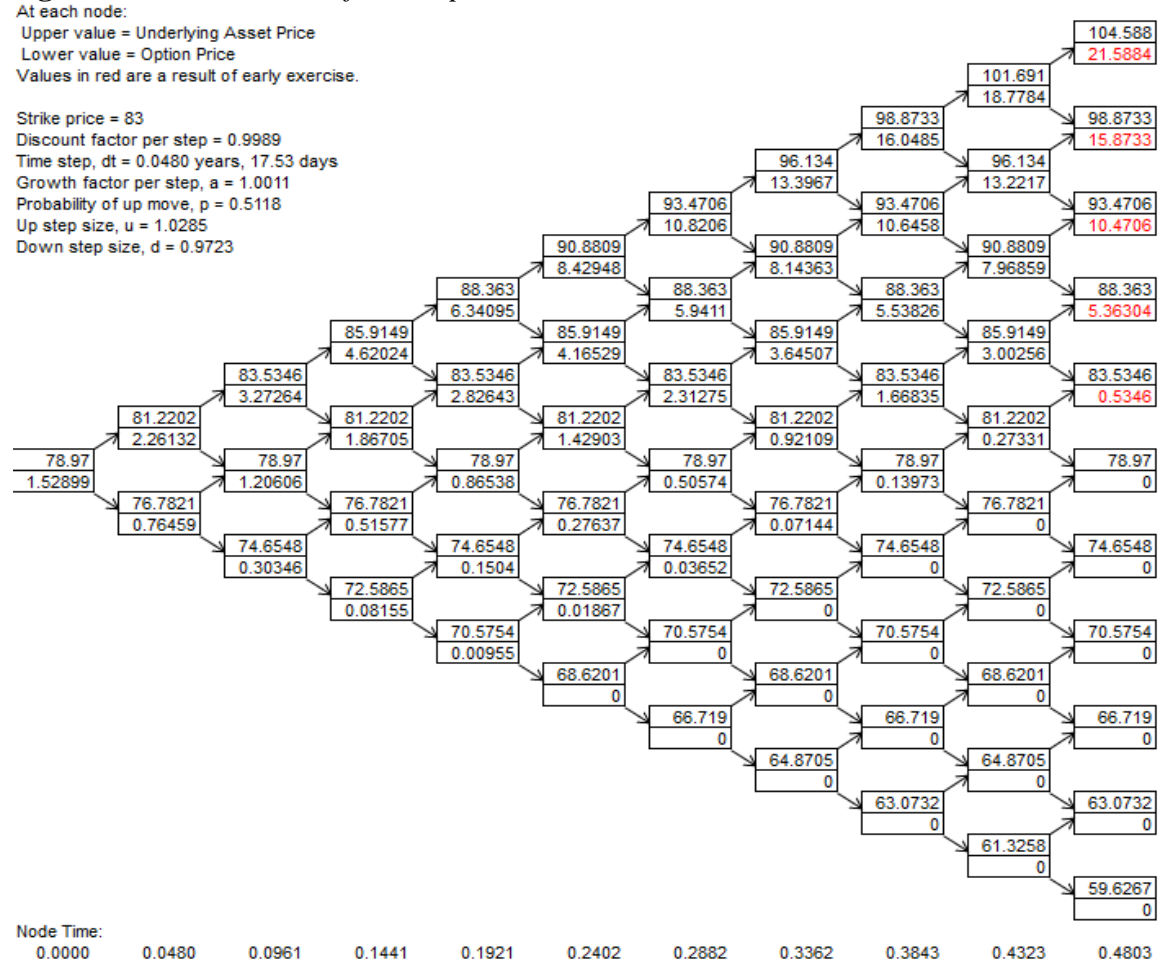 At each node:
Upper value = Underlying Asset Price
Lower value = Option Price
Values in red are a result of early exercise.
Strike price = 83
Discount factor per step = 0.9989
Time step, dt = 0.0480 years, 17.53 days
Growth factor per step, a = 1.0011
Probability of up move, p = 0.5118
Up step size, u = 1.0285
Down step size, d = 0.9723
104.588
21.5884
101.691
18.7784
98.8733 98.8733
16.0485 15.8733
96.134 96.134
13.3967 13.2217
93.4706 93.4706 93.4706
10.8206 10.6458 10.4706
90.8809 90.8809 90.8809
8.42948 8.14363 7.96859
88.363 88.363 88.363 88.363
6.34095 5.9411 5.53826 5.36304
85.9149 85.9149 85.9149 85.9149
4.62024 4.16529 3.64507 3.00256
83.5346 83.5346 83.5346 83.5346 83.5346
3.27264 2.82643 2.31275 1.66835 0.5346
81.2202 81.2202 81.2202 81.2202 81.2202
2.26132 1.86705 1.42903 0.92109 0.27331
78.97 78.97 78.97 78.97 78.97 78.97
1.52899 1.20606 0.86538 0.50574 0.13973 0
76.7821 76.7821 76.7821 76.7821 76.7821
0.76459 0.51577 0.27637 0.07144 0
74.6548 74.6548 74.6548 74.6548 74.6548
0.30346 0.1504 0.03652 0 0
72.5865 72.5865 72.5865 72.5865
0.08155 0.01867 0 0
70.5754 70.5754 70.5754 70.5754
0.00955 0 0 0
68.6201 68.6201 68.6201
0 0 0
66.719 66.719 66.719
0 0 0
64.8705 64.8705
0 0
63.0732 63.0732
0 0
61.3258
0
59.6267
0
Node Time:
0.0000 0.0480 0.0961 0.1441 0.1921 0.2402 0.2882 0.3362 0.3843 0.4323 0.4803